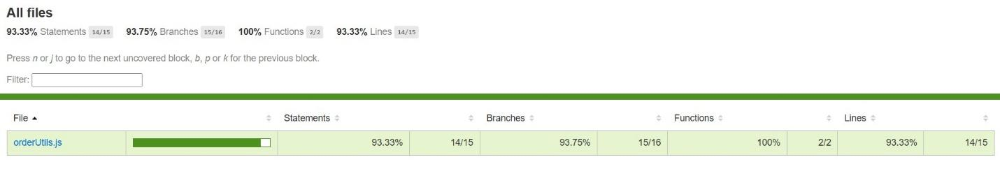 All files
93.33% Statements 14/15 93.75% Branches 15/16 100% Functions 2/2 93.33% Lines 14/15
Press n or j to go to the next uncovered block, b, p or k for the previous block.
Filter:
File Statements Branches Functions Lines
orderUtils.js 93.33% 14/15 93.75% 15/16 100% 2/2 93.33% 14/15